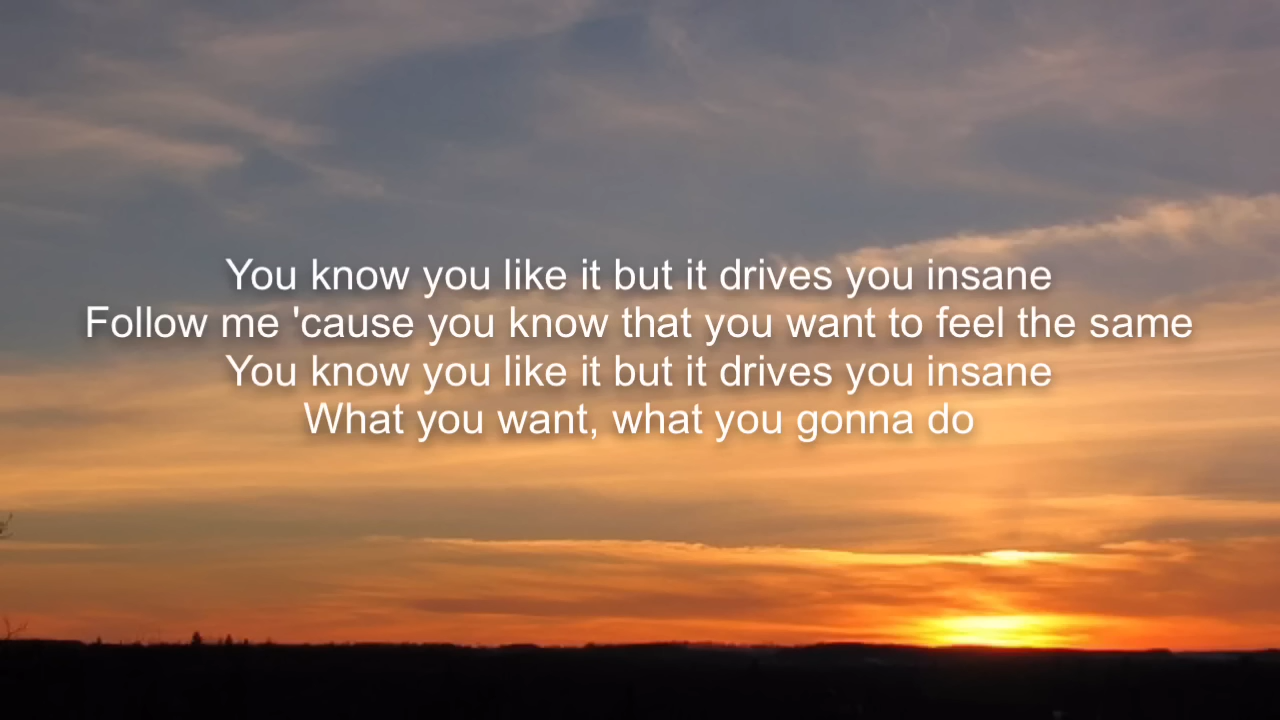 You know you like it but it drives you insane
Follow me 'cause you know that you want to feel the same
You know you like it but it drives you insane
What you want, what you gonna do